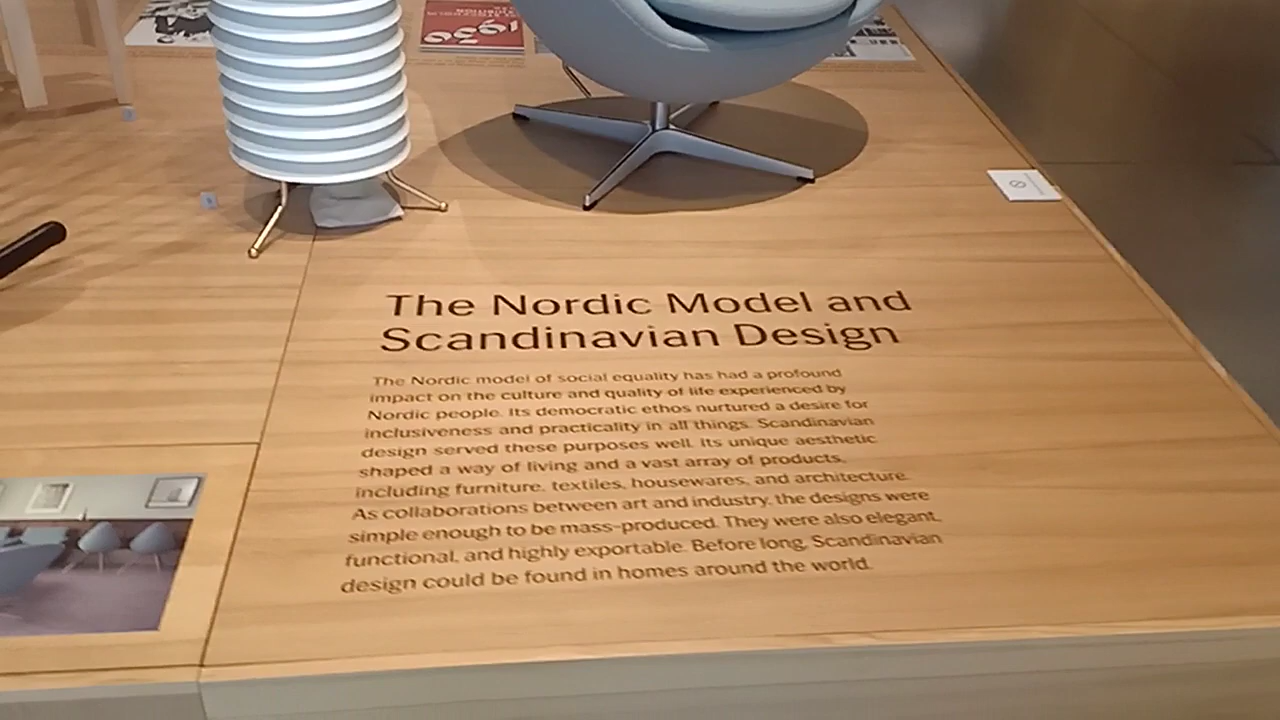 1950
The Nordic Model and
Scandinavian Design
The Nordic model of social equality has had a profound
impact on the culture and quality of life experienced by
Nordic people. Its democratic ethos nurtured a desire for
inclusiveness and practicality in all things. Scandinavian
design served these purposes well. Its unique aesthetic
shaped a way of living and a vast array of products,
including furniture, textiles, housewares, and architecture.
As collaborations between art and industry, the designs were
simple enough to be mass-produced. They were also elegant,
functional, and highly exportable. Before long, Scandinavian
design could be found in homes around the world.